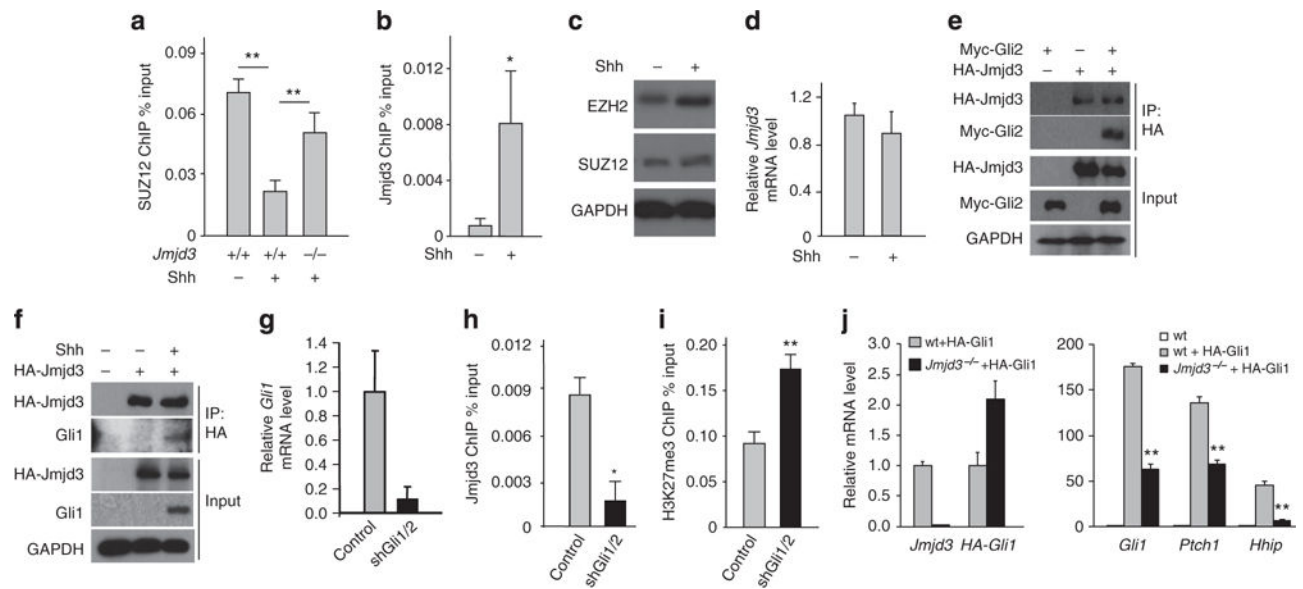 a
SUZ12 ChIP % input
0.09
0.06
0.03
0
** **
Jmjd3 +/+ +/+ –/–
Shh – + +
b
Jmjd3 ChIP % input
0.012
0.008
0.004
0
*
Shh – +
c
Shh – +
EZH2
SUZ12
GAPDH
d
Relative Jmjd3
mRNA level
1.2
0.8
0.4
0
Shh – +
e
Myc-Gli2 + – +
HA-Jmjd3 – + +
HA-Jmjd3
Myc-Gli2
IP:
HA
HA-Jmjd3
Myc-Gli2
GAPDH
Input
f
Shh – – +
HA-Jmjd3 – + +
HA-Jmjd3
Gli1
IP:
HA
HA-Jmjd3
Gli1
GAPDH
Input
g
Relative Gli1
mRNA level
1.4
1.2
1.0
0.8
0.6
0.4
0.2
0.0
Control
shGli1/2
h
Jmjd3 ChIP % input
0.012
0.009
0.006
0.003
0
*
Control
shGli1/2
i
H3K27me3 ChIP % input
0.20
0.15
0.10
0.05
0.00
**
Control
shGli1/2
j
Relative mRNA level
wt+HA-Gli1
Jmjd3–/–+HA-Gli1
3.0
2.5
2.0
1.5
1.0
0.5
0.0
Jmjd3 HA-Gli1
wt
wt + HA-Gli1
Jmjd3–/– + HA-Gli1
200
150
100
50
0
** ** **
Gli1 Ptch1 Hhip